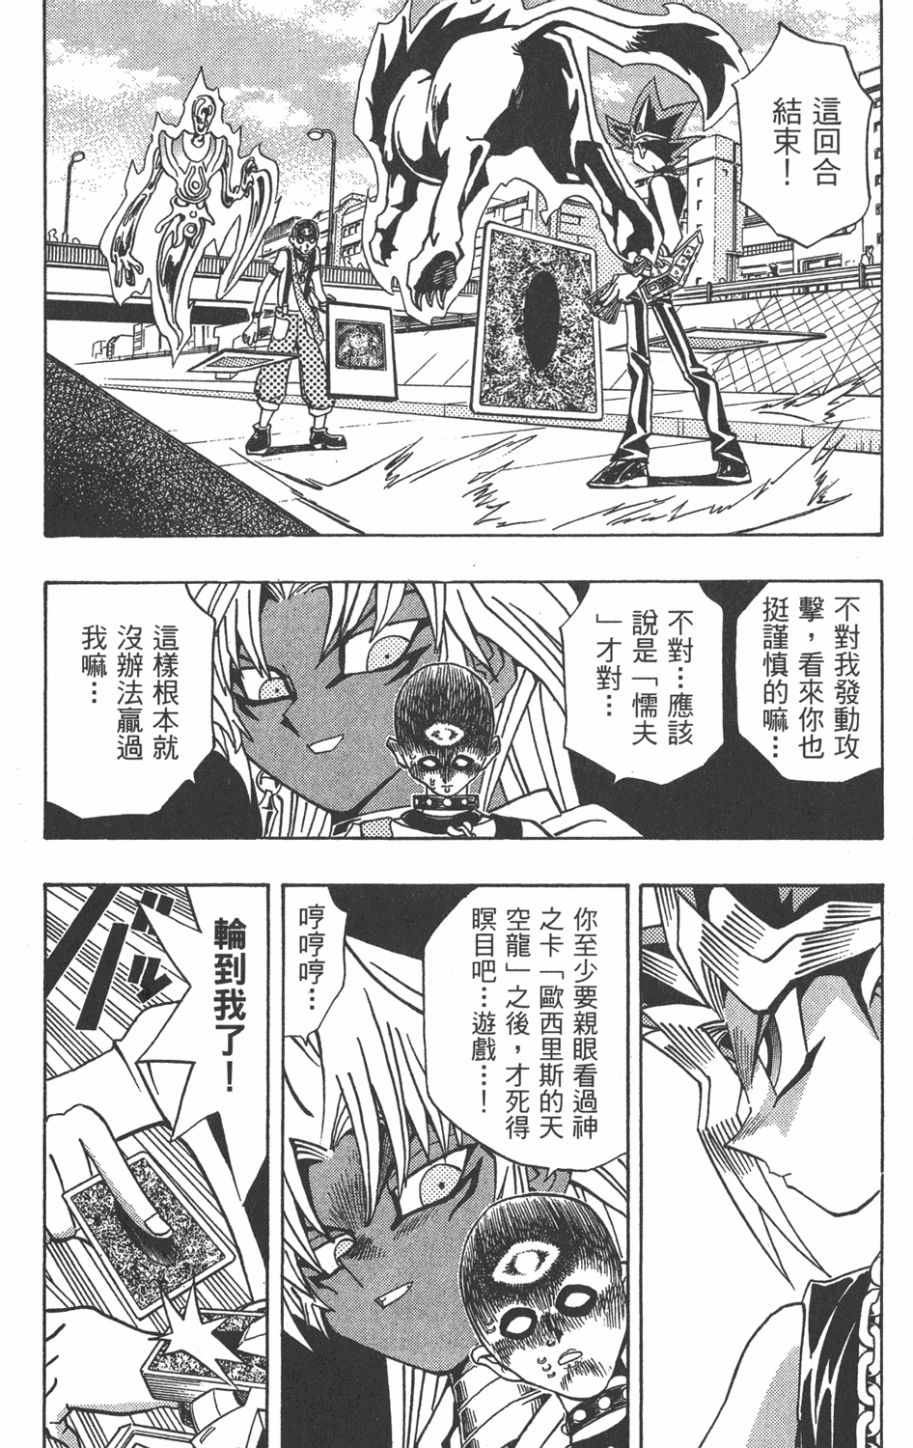 這回合
結束！
不對我發動攻
擊，看來你也
挺謹慎的嘛…
不對…應該
說是「懦夫
」才對…
這樣根本就
沒辦法贏過
我嘛…
你至少要親眼看過神
之卡「歐西里斯的天
空龍」之後，才死得
瞑目吧…遊戲…！
哼哼哼…
輪到我了！
バッ